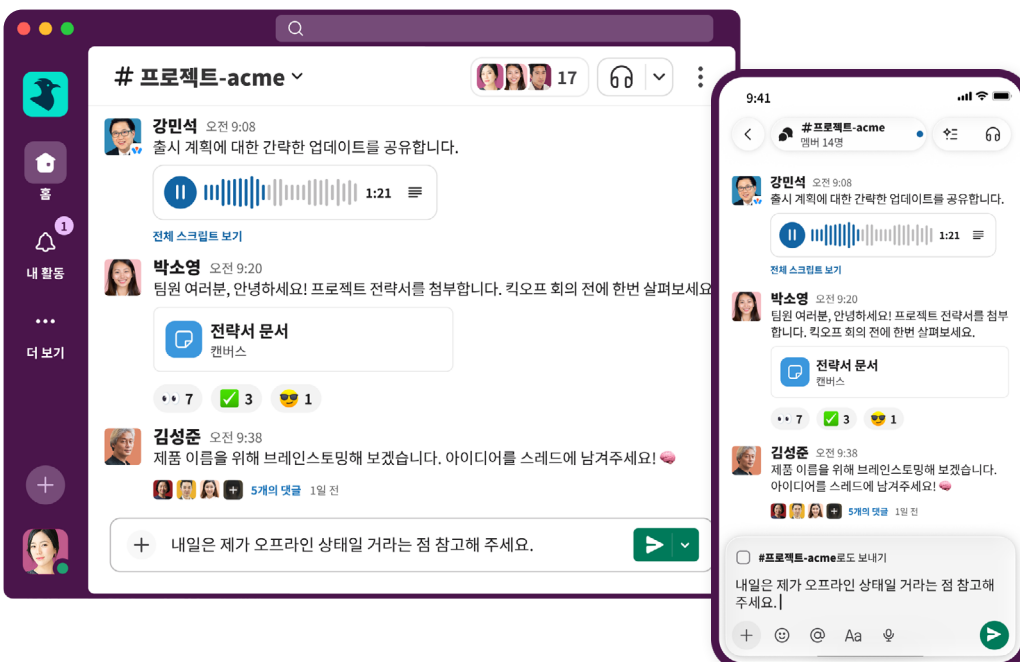 # 프로젝트-acme
17
홈
1
내 활동
더 보기
강민석 오전 9:08
출시 계획에 대한 간략한 업데이트를 공유합니다.
1:21
전체 스크립트 보기
박소영 오전 9:20
팀원 여러분, 안녕하세요! 프로젝트 전략서를 첨부합니다. 킥오프 회의 전에 한번 살펴보세요
전략서 문서
캔버스
7 3 1
김성준 오전 9:38
제품 이름을 위해 브레인스토밍해 보겠습니다. 아이디어를 스레드에 남겨주세요!
5개의 댓글 1일 전
내일은 제가 오프라인 상태일 거라는 점 참고해 주세요.
9:41
#프로젝트-acme
멤버 14명
강민석 오전 9:08
출시 계획에 대한 간략한 업데이트를 공유합니다.
1:21
전체 스크립트 보기
박소영 오전 9:20
팀원 여러분, 안녕하세요! 프로젝트 전략서를 첨부
합니다. 킥오프 회의 전에 한번 살펴보세요.
전략서 문서
캔버스
7 3 1
김성준 오전 9:38
제품 이름을 위해 브레인스토밍해 보겠습니다.
아이디어를 스레드에 남겨주세요!
5개의 댓글 1일 전
#프로젝트-acme로도 보내기
내일은 제가 오프라인 상태일 거라는 점 참고해
주세요.
@ Aa